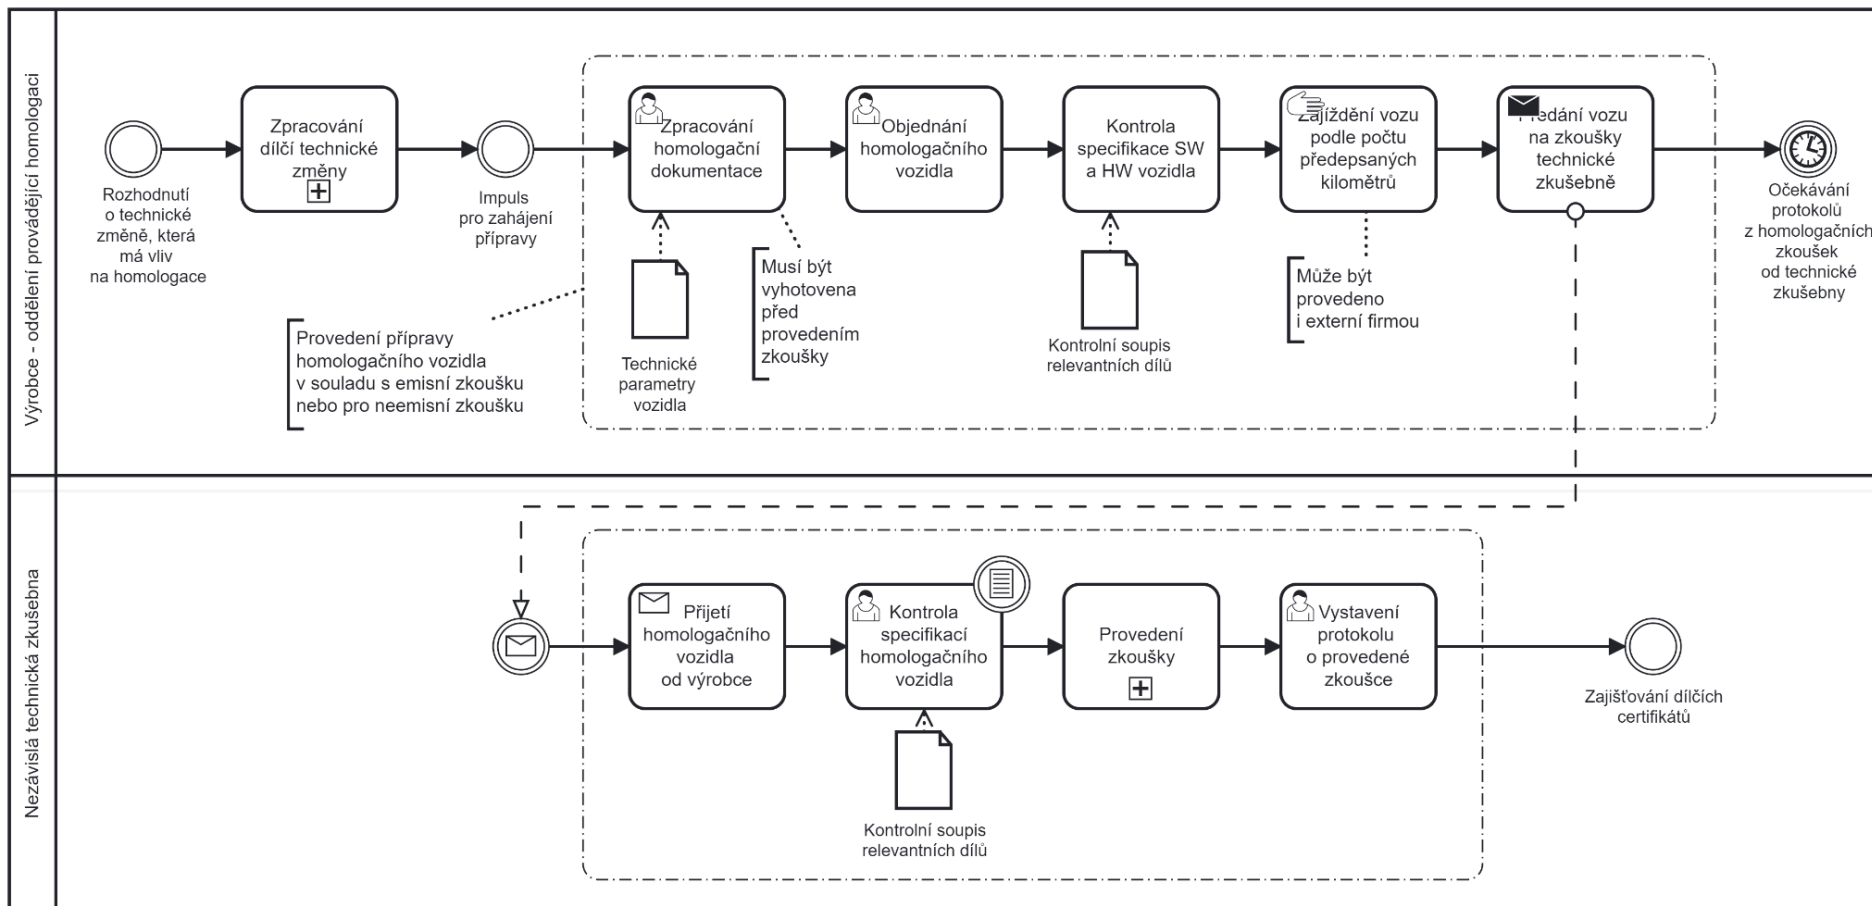 Výrobce - oddělení provádějící homologaci
Rozhodnutí
o technické
změně, která
má vliv
na homologace
Zpracování
dílčí technické
změny
Impuls
pro zahájení
přípravy
Zpracování
homologační
dokumentace
Objednání
homologačního
vozidla
Kontrola
specifikace SW
a HW vozidla
Zajíždění vozu
podle počtu
předepsaných
kilométrů
vozu
na zkoušky
technické
zkušebně
Očekávání
protokolů
z homologačních
zkoušek
od technické
zkušebny
Provedení přípravy
homologačního vozidla
v souladu s emisní zkoušku
nebo pro neemisní zkoušku
Technické
parametry
vozidla
Musí být
vyhotovena
před
provedením
zkoušky
Kontrolní soupis
relevantních dílů
Může být
provedeno
i externí firmou
Nezávislá technická zkušebna
Přijetí
homologačního
vozidla
od výrobce
Kontrola
specifikací
homologačního
vozidla
Provedení
zkoušky
Vystavení
protokolu
o provedené
zkoušce
Zajišťování dílčích
certifikátů
Kontrolní soupis
relevantních dílů